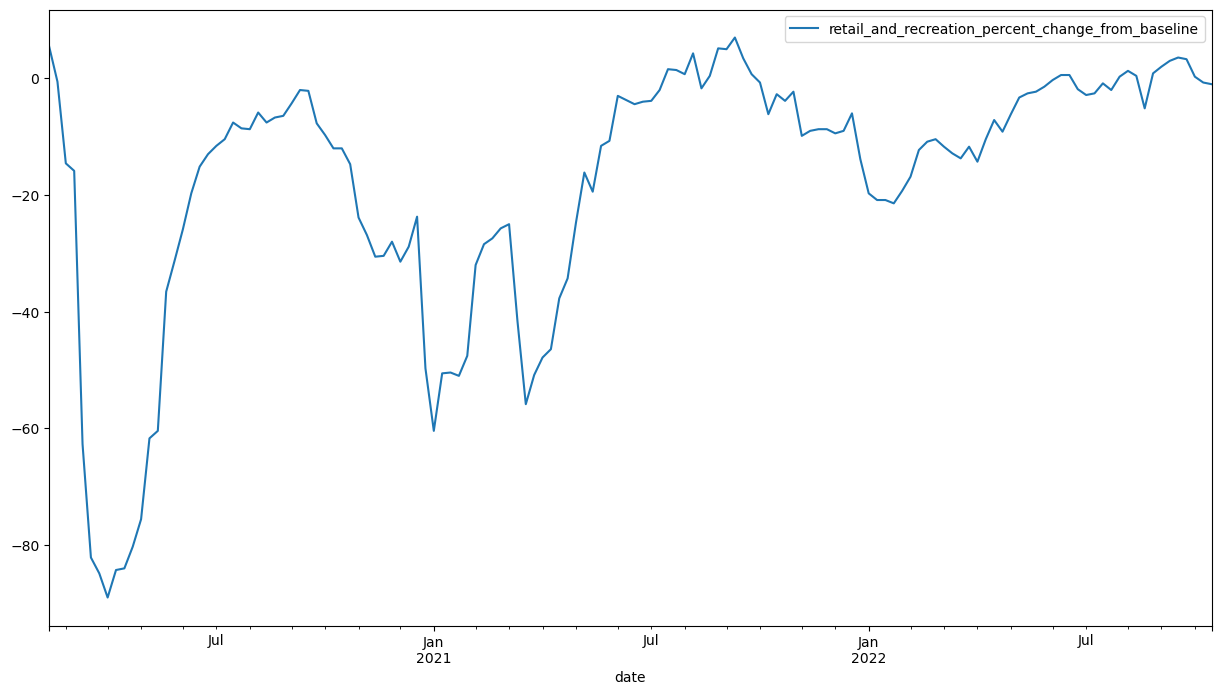 retail_and_recreation_percent_change_from_baseline
0
−20
−40
−60
−80
Jul
Jan
2021
Jul
Jan
2022
Jul
date